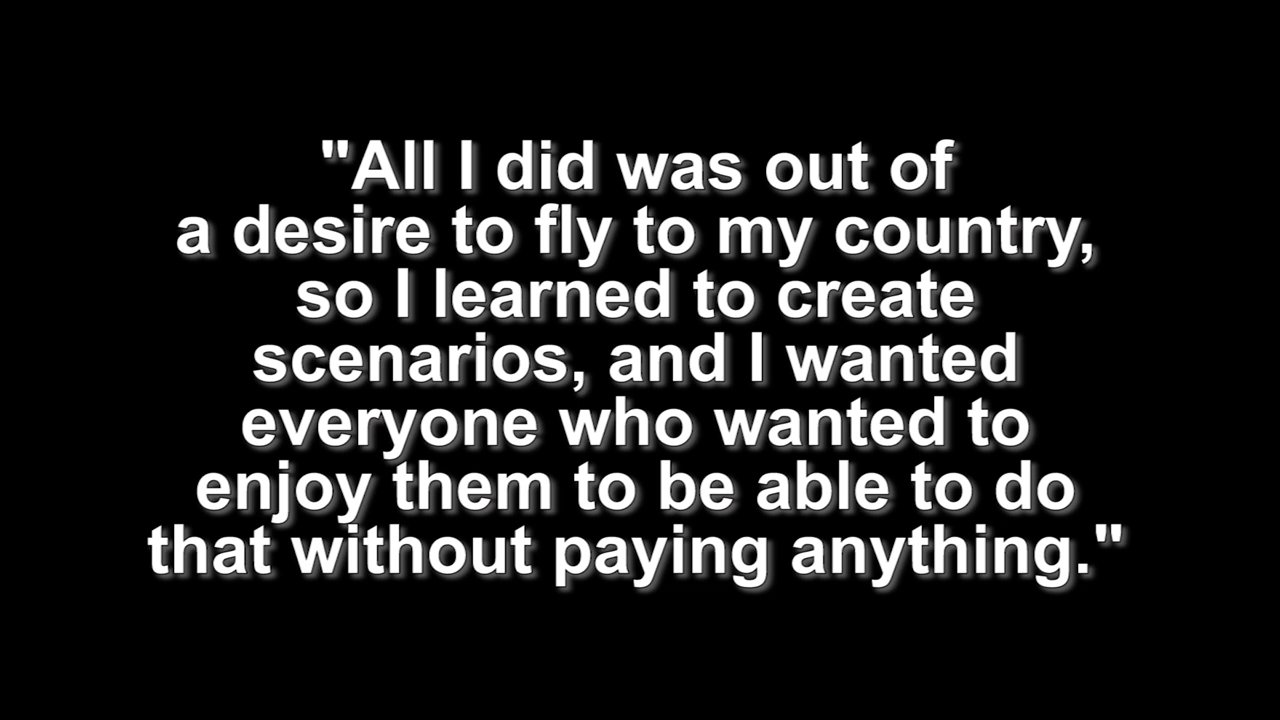 "All I did was out of
a desire to fly to my country,
so I learned to create
scenarios, and I wanted
everyone who wanted to
enjoy them to be able to do
that without paying anything."